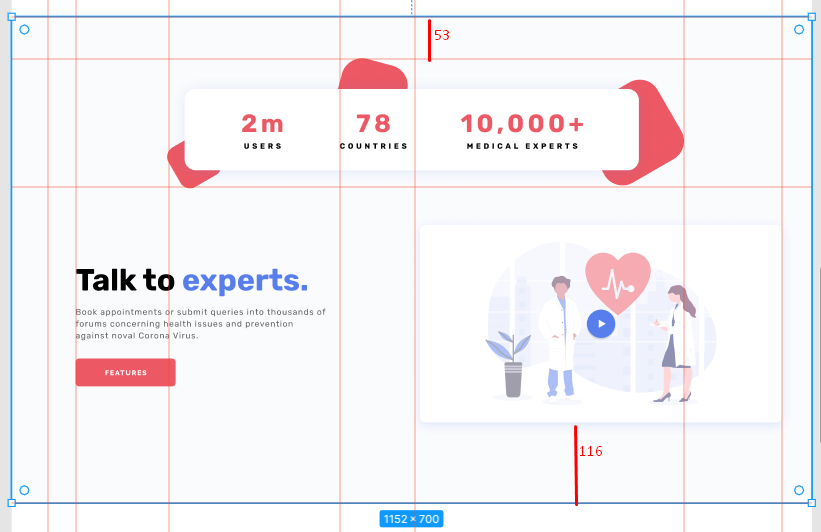 53
2m 78 10,000+
USERS COUNTRIES MEDICAL EXPERTS
Talk to experts.
Book appointments or submit queries into thousands of
forums concerning health issues and prevention
against noval Corona Virus.
FEATURES
116
1152 × 700